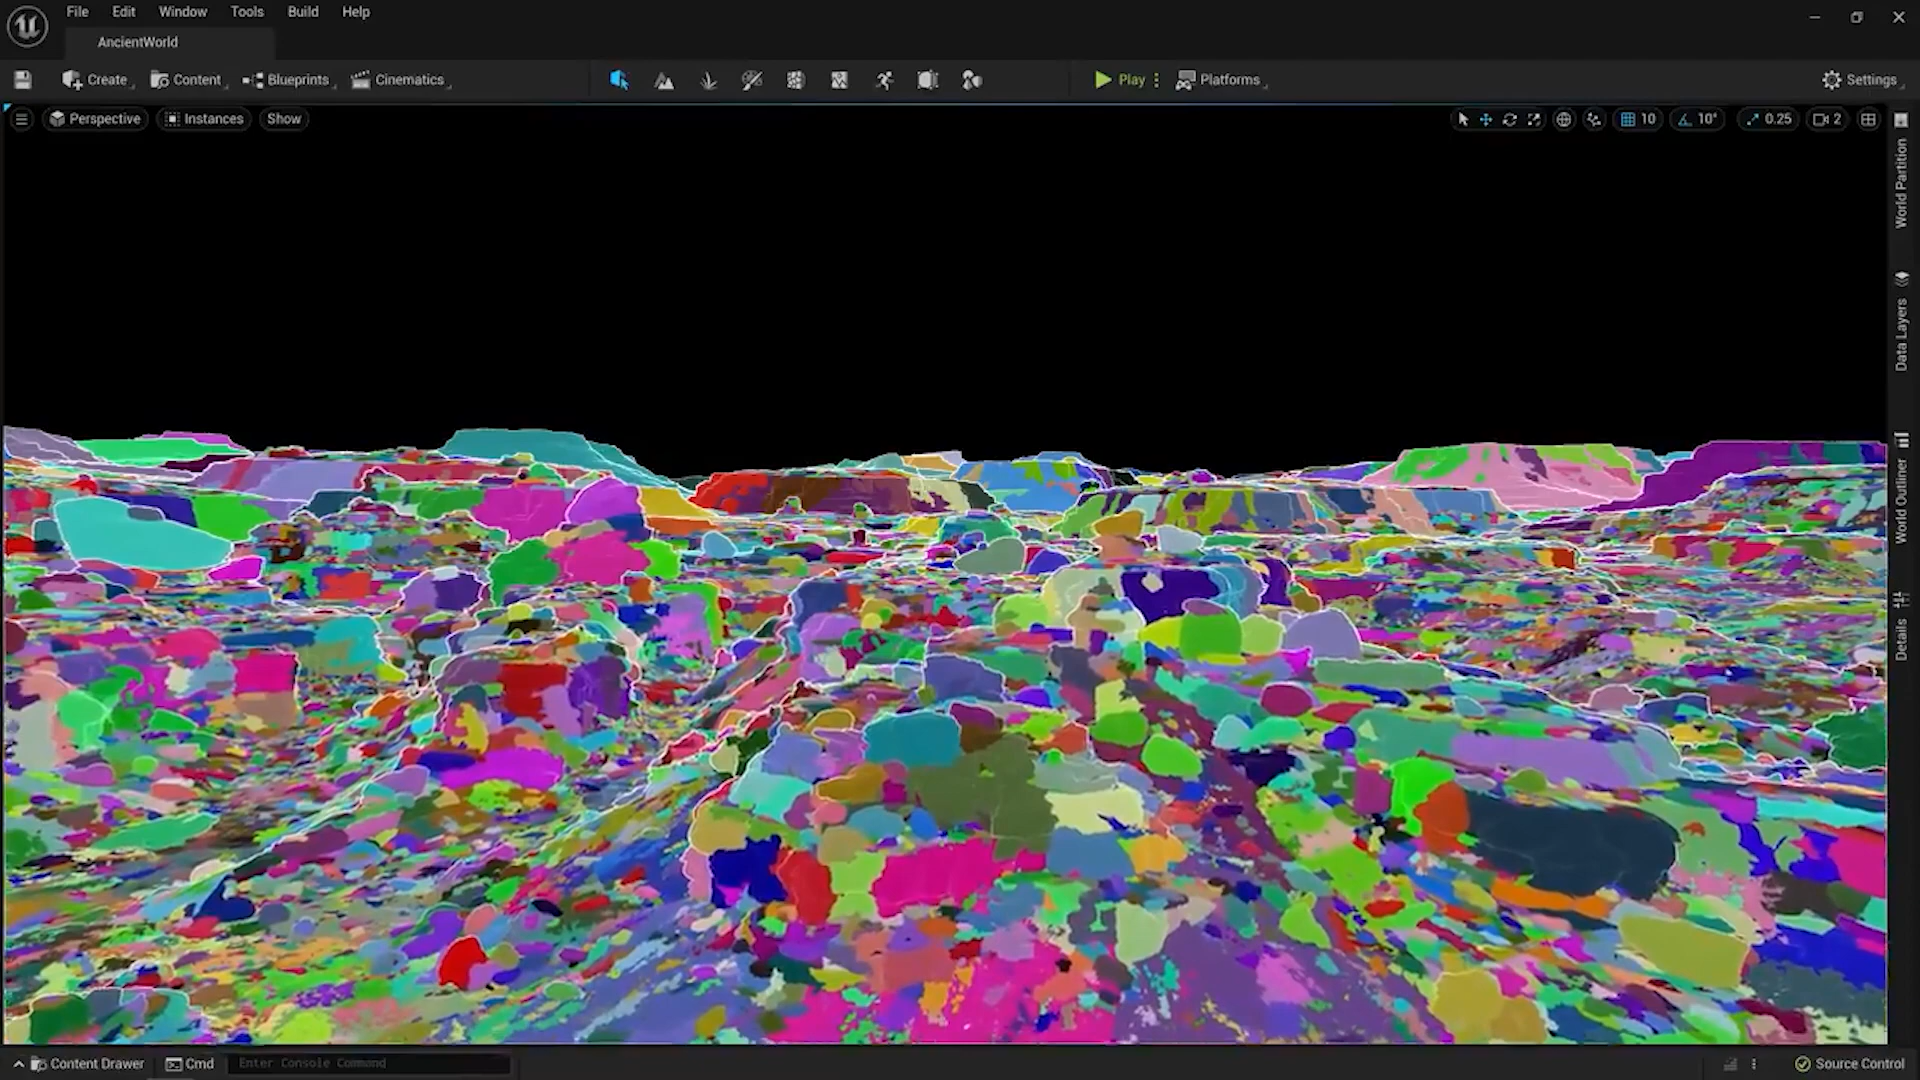 File Edit Window Tools Build Help
AncientWorld
Create Content Blueprints Cinematics Play Platforms Settings
Perspective Instances Show 10 10° 0.25 2
World Partition
Data Layers
World Outliner
Details
Content Drawer Cmd Enter Console Command Source Control